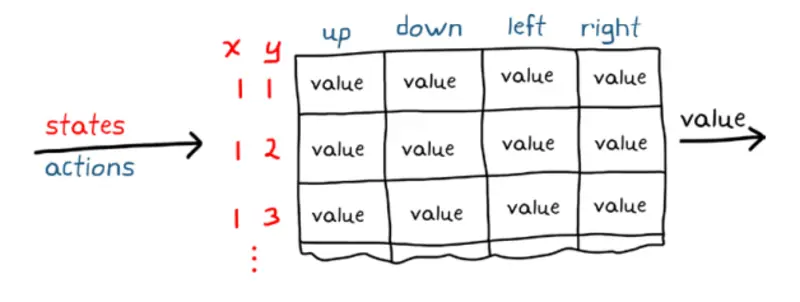 up down left right
x y
1 1 value value value value
states
actions
1 2 value value value value
value
1 3 value value value value